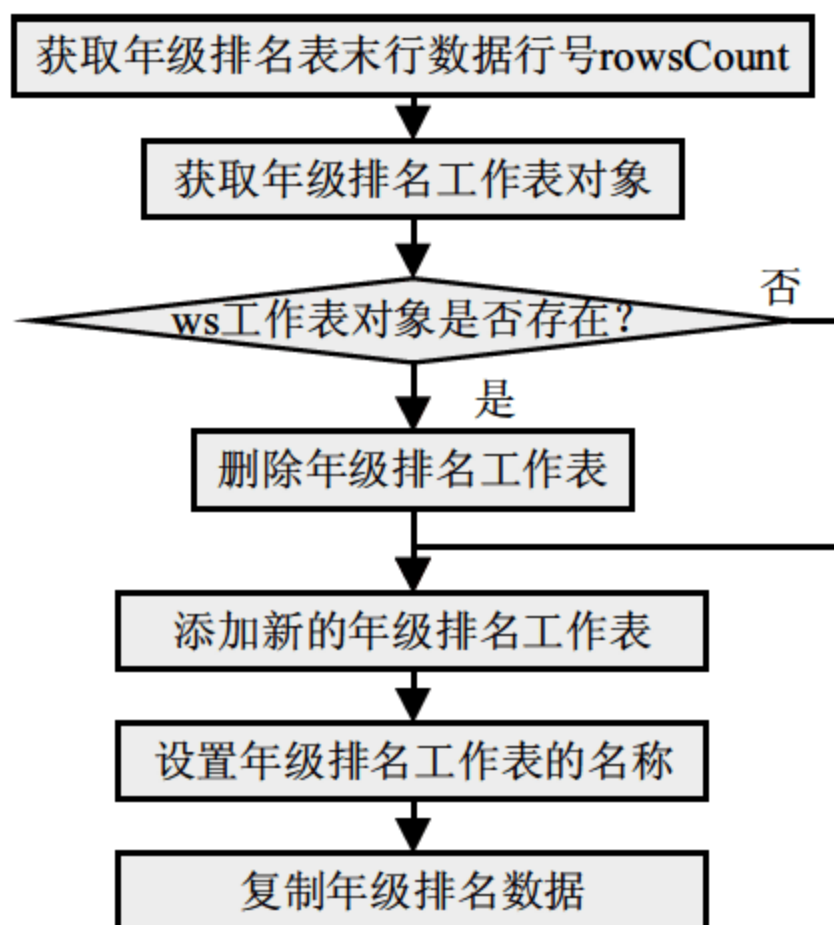 获取年级排名表末行数据行号rowsCount
获取年级排名工作表对象
ws工作表对象是否存在？
否
是
删除年级排名工作表
添加新的年级排名工作表
设置年级排名工作表的名称
复制年级排名数据